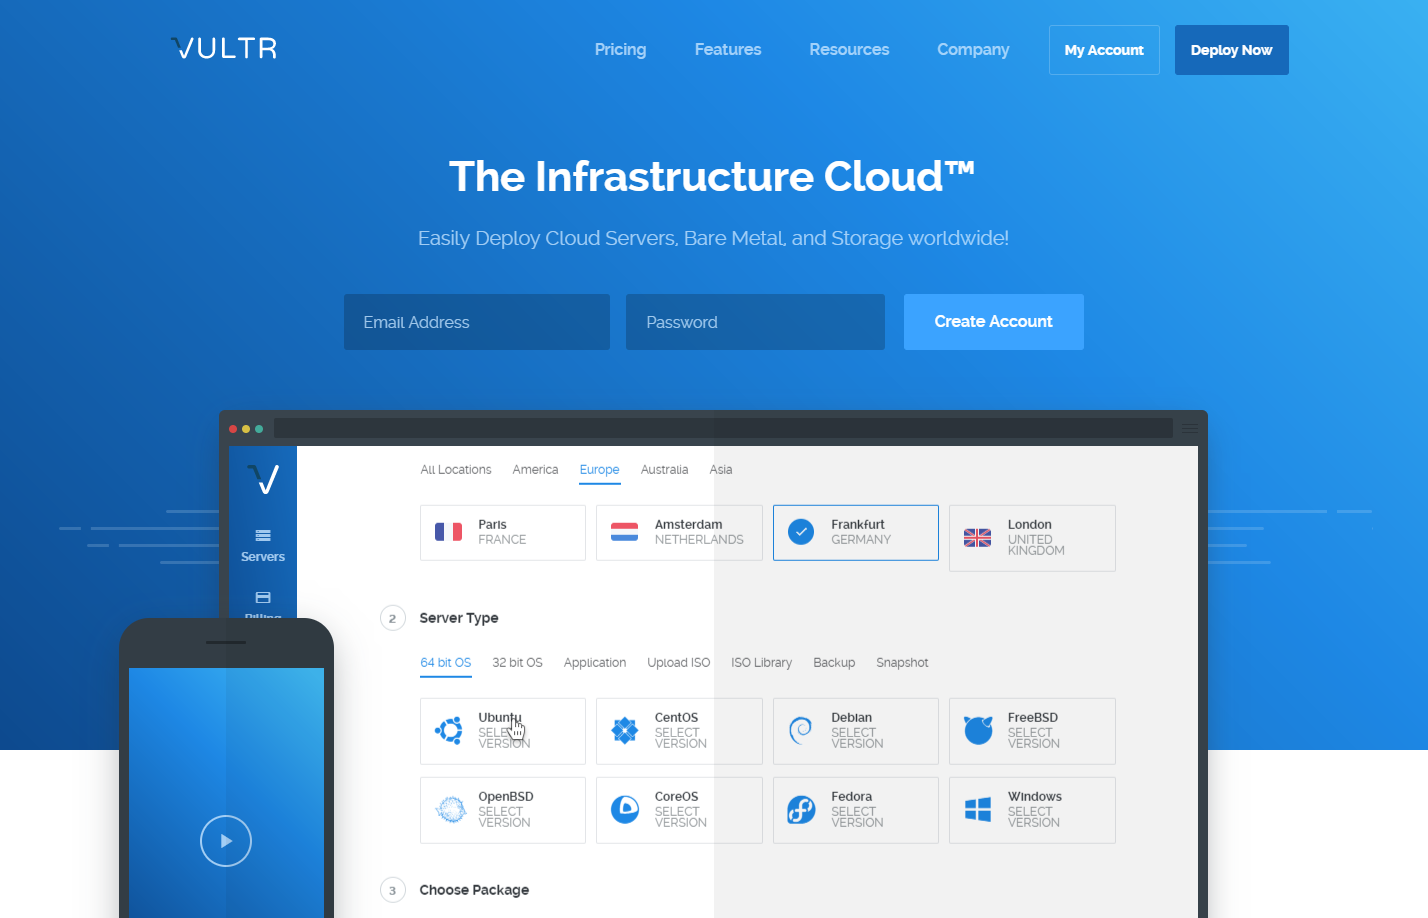 VULTR
Pricing
Features
Resources
Company
My Account
Deploy Now
The Infrastructure Cloud™
Easily Deploy Cloud Servers, Bare Metal, and Storage worldwide!
Email Address
Password
Create Account
All Locations
America
Europe
Australia
Asia
Paris
FRANCE
Amsterdam
NETHERLANDS
Frankfurt
GERMANY
London
UNITED
KINGDOM
Servers
Billing
2
Server Type
64 bit OS
32 bit OS
Application
Upload ISO
ISO Library
Backup
Snapshot
Ubuntu
SELECT
VERSION
CentOS
SELECT
VERSION
Debian
SELECT
VERSION
FreeBSD
SELECT
VERSION
OpenBSD
SELECT
VERSION
CoreOS
SELECT
VERSION
Fedora
SELECT
VERSION
Windows
SELECT
VERSION
3
Choose Package